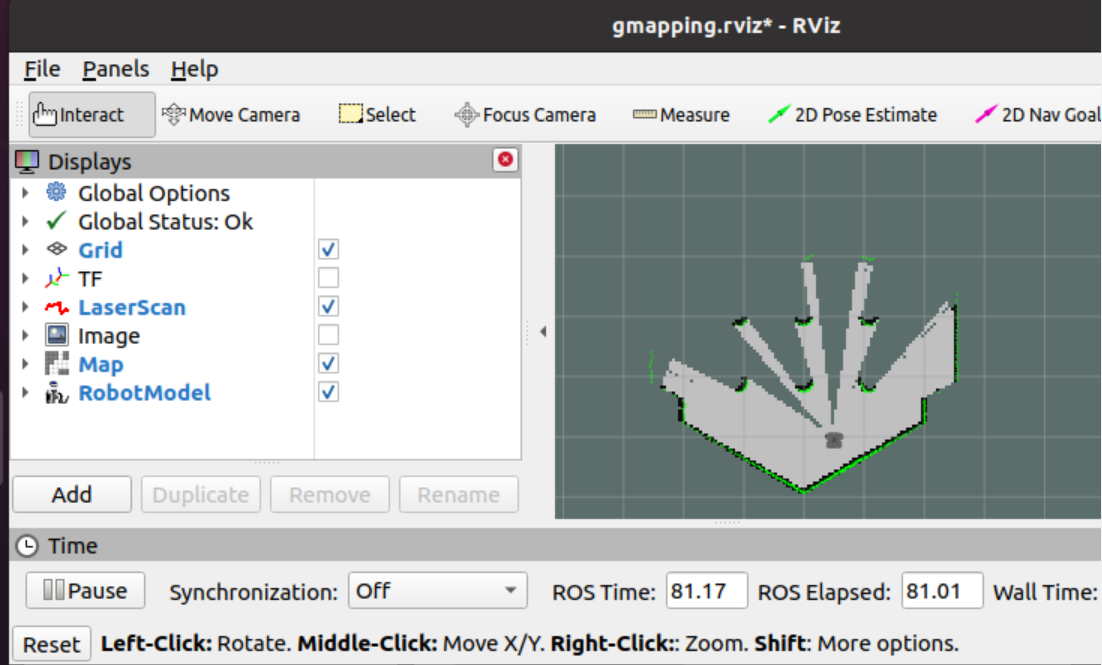 gmapping.rviz* - RViz
File Panels Help
Interact Move Camera Select Focus Camera Measure 2D Pose Estimate 2D Nav Goal
Displays
Global Options
Global Status: Ok
Grid
TF
LaserScan
Image
Map
RobotModel
Add Duplicate Remove Rename
Time
Pause Synchronization: Off ROS Time: 81.17 ROS Elapsed: 81.01 Wall Time:
Reset Left-Click: Rotate. Middle-Click: Move X/Y. Right-Click:: Zoom. Shift: More options.